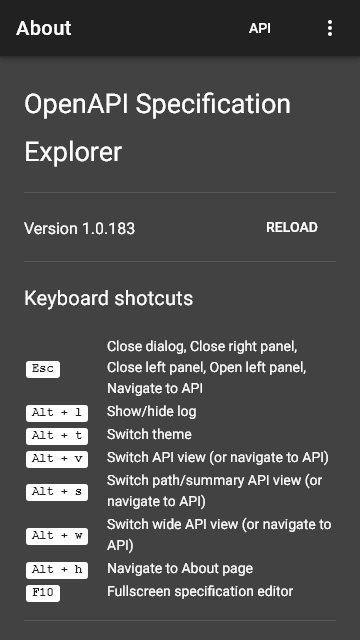 About
API
OpenAPI Specification
Explorer
Version 1.0.183
RELOAD
Keyboard shotcuts
Esc
Close dialog, Close right panel,
Close left panel, Open left panel,
Navigate to API
Alt + l
Show/hide log
Alt + t
Switch theme
Alt + v
Switch API view (or navigate to API)
Alt + s
Switch path/summary API view (or
navigate to API)
Alt + w
Switch wide API view (or navigate to
API)
Alt + h
Navigate to About page
F10
Fullscreen specification editor